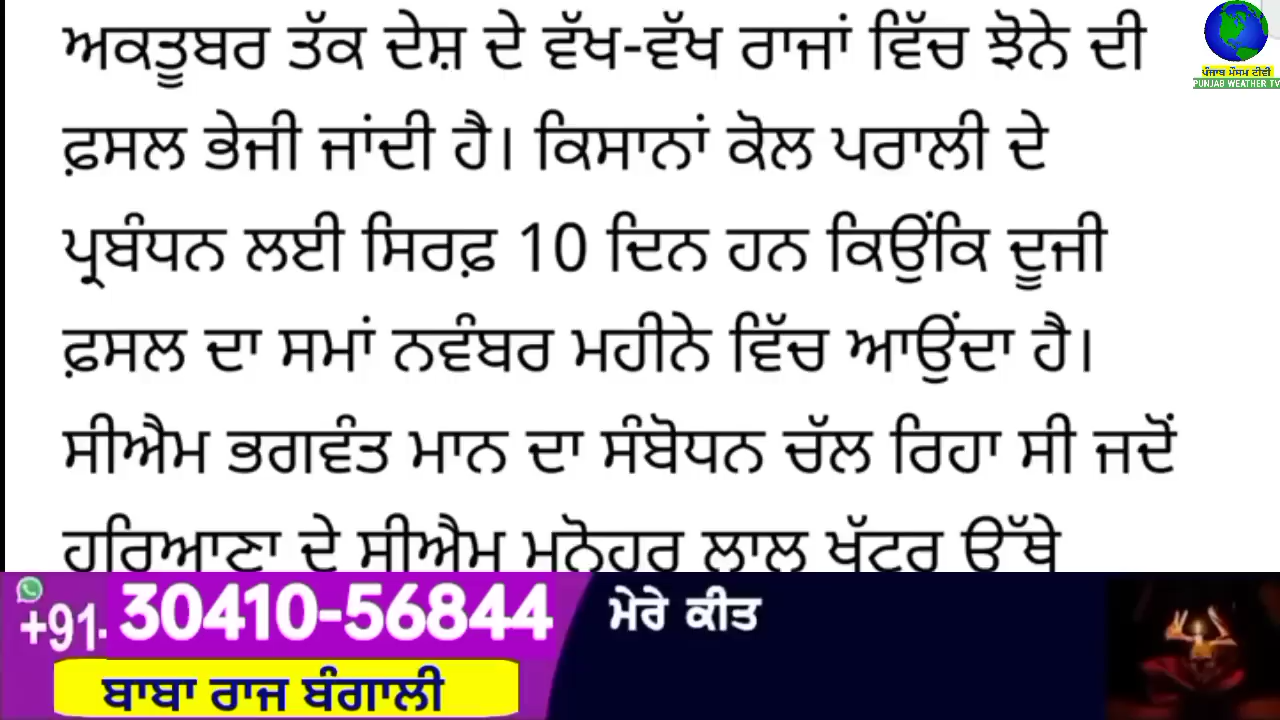 ਅਕਤੂਬਰ ਤੱਕ ਦੇਸ਼ ਦੇ ਵੱਖ-ਵੱਖ ਰਾਜਾਂ ਵਿੱਚ ਝੋਨੇ ਦੀ
ਫ਼ਸਲ ਭੇਜੀ ਜਾਂਦੀ ਹੈ। ਕਿਸਾਨਾਂ ਕੋਲ ਪਰਾਲੀ ਦੇ
ਪ੍ਰਬੰਧਨ ਲਈ ਸਿਰਫ਼ 10 ਦਿਨ ਹਨ ਕਿਉਂਕਿ ਦੂਜੀ
ਫ਼ਸਲ ਦਾ ਸਮਾਂ ਨਵੰਬਰ ਮਹੀਨੇ ਵਿੱਚ ਆਉਂਦਾ ਹੈ।
ਸੀਐਮ ਭਗਵੰਤ ਮਾਨ ਦਾ ਸੰਬੋਧਨ ਚੱਲ ਰਿਹਾ ਸੀ ਜਦੋਂ
ਹਰਿਆਣਾ ਦੇ ਸੀਐਮ ਮਨੋਹਰ ਲਾਲ ਖੱਟਰ ਉੱਥੇ
ਪੰਜਾਬ ਮੌਸਮ ਟੀਵੀ
PUNJAB WEATHER TV
+91- 30410-56844
ਮੇਰੇ ਕੀਤ
ਬਾਬਾ ਰਾਜ ਬੰਗਾਲੀ